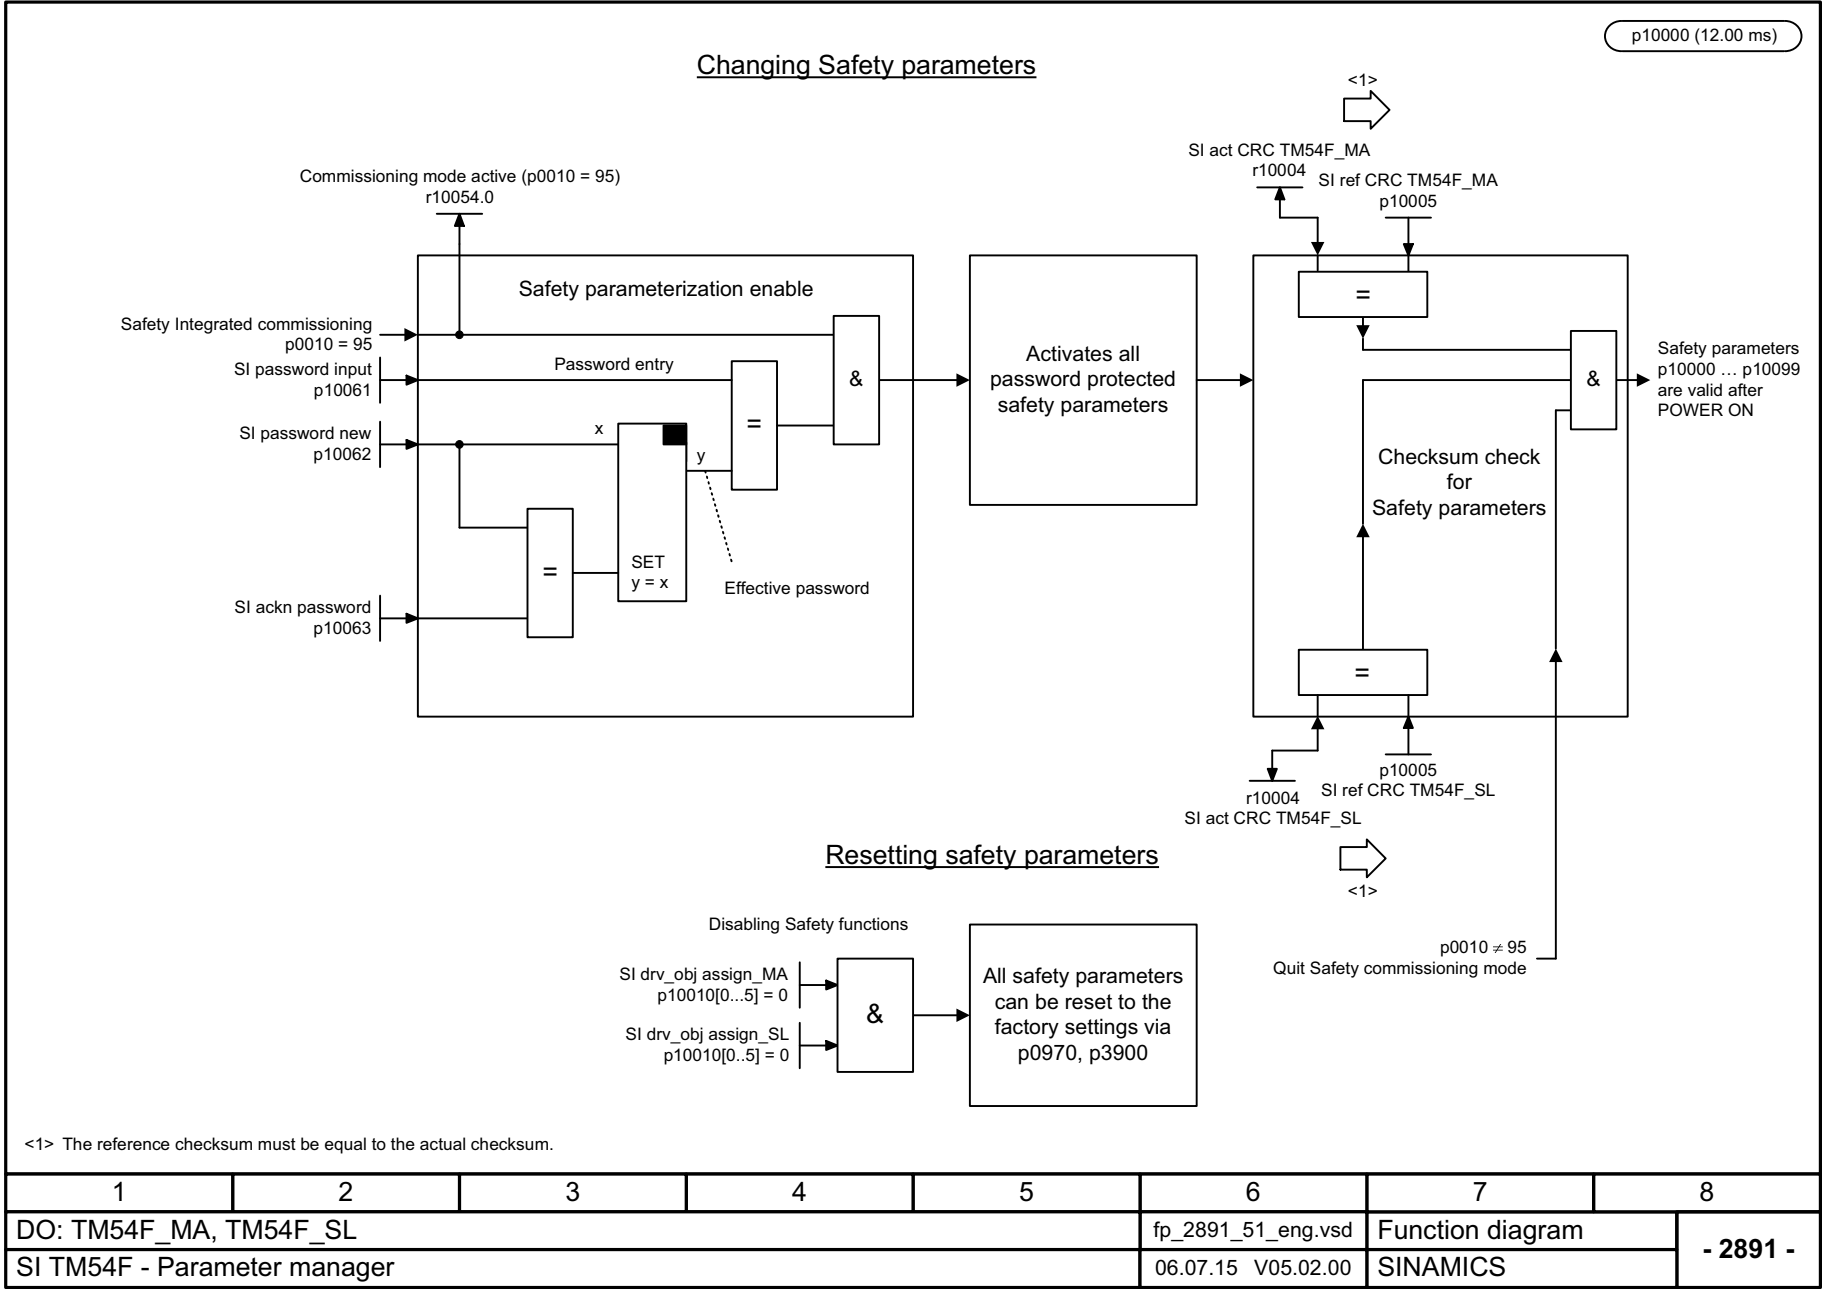 p10000 (12.00 ms)
Changing Safety parameters
<1>
SI act CRC TM54F_MA
r10004
SI ref CRC TM54F_MA
p10005
Commissioning mode active (p0010 = 95)
r10054.0
Safety parameterization enable
Safety Integrated commissioning
p0010 = 95
SI password input
p10061
Password entry
SI password new
p10062
x
y
=
&
=
SET
y = x
Effective password
SI ackn password
p10063
Activates all
password protected
safety parameters
=
&
Checksum check
for
Safety parameters
=
Safety parameters
p10000 … p10099
are valid after
POWER ON
p10005
SI ref CRC TM54F_SL
r10004
SI act CRC TM54F_SL
<1>
p0010 ≠ 95
Quit Safety commissioning mode
Resetting safety parameters
Disabling Safety functions
SI drv_obj assign_MA
p10010[0...5] = 0
SI drv_obj assign_SL
p10010[0..5] = 0
&
All safety parameters
can be reset to the
factory settings via
p0970, p3900
<1> The reference checksum must be equal to the actual checksum.
1 2 3 4 5 6 7 8
DO: TM54F_MA, TM54F_SL
fp_2891_51_eng.vsd
Function diagram
- 2891 -
SI TM54F - Parameter manager
06.07.15 V05.02.00
SINAMICS